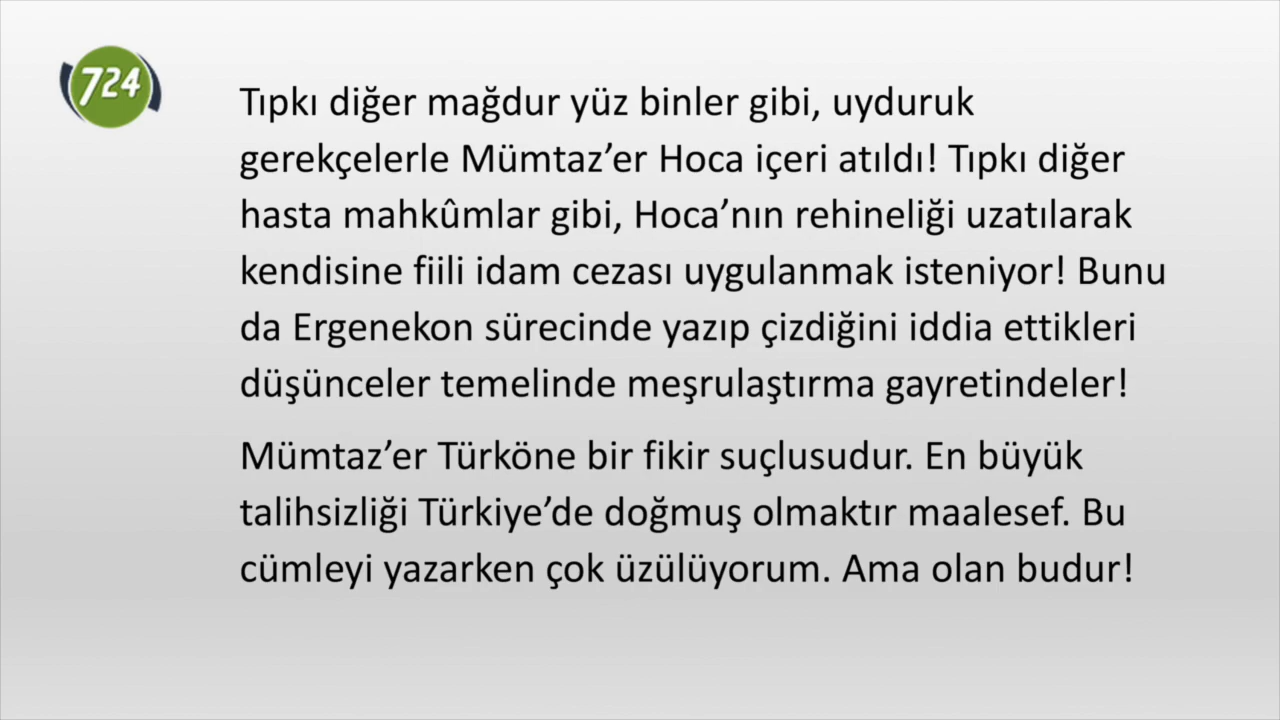 724
Tıpkı diğer mağdur yüz binler gibi, uyduruk
gerekçelerle Mümtaz’er Hoca içeri atıldı! Tıpkı diğer
hasta mahkûmlar gibi, Hoca’nın rehineliği uzatılarak
kendisine fiili idam cezası uygulanmak isteniyor! Bunu
da Ergenekon sürecinde yazıp çizdiğini iddia ettikleri
düşünceler temelinde meşrulaştırma gayretindeler!
Mümtaz’er Türköne bir fikir suçlusudur. En büyük
talihsizliği Türkiye’de doğmuş olmaktır maalesef. Bu
cümleyi yazarken çok üzülüyorum. Ama olan budur!